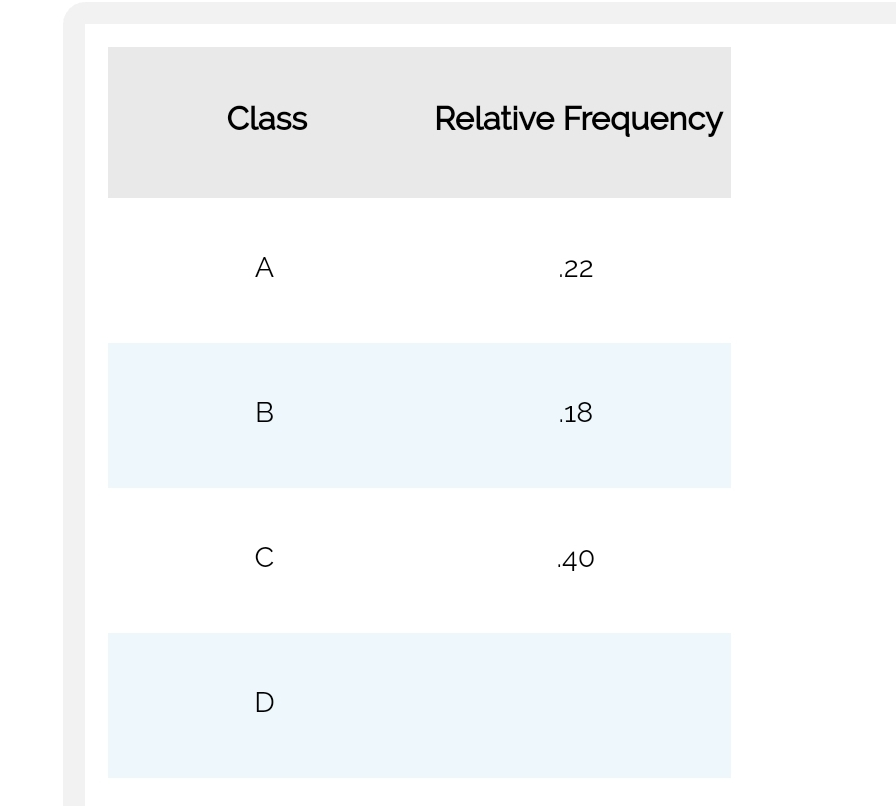 Class Relative Frequency
A .22
B .18
C .40
D